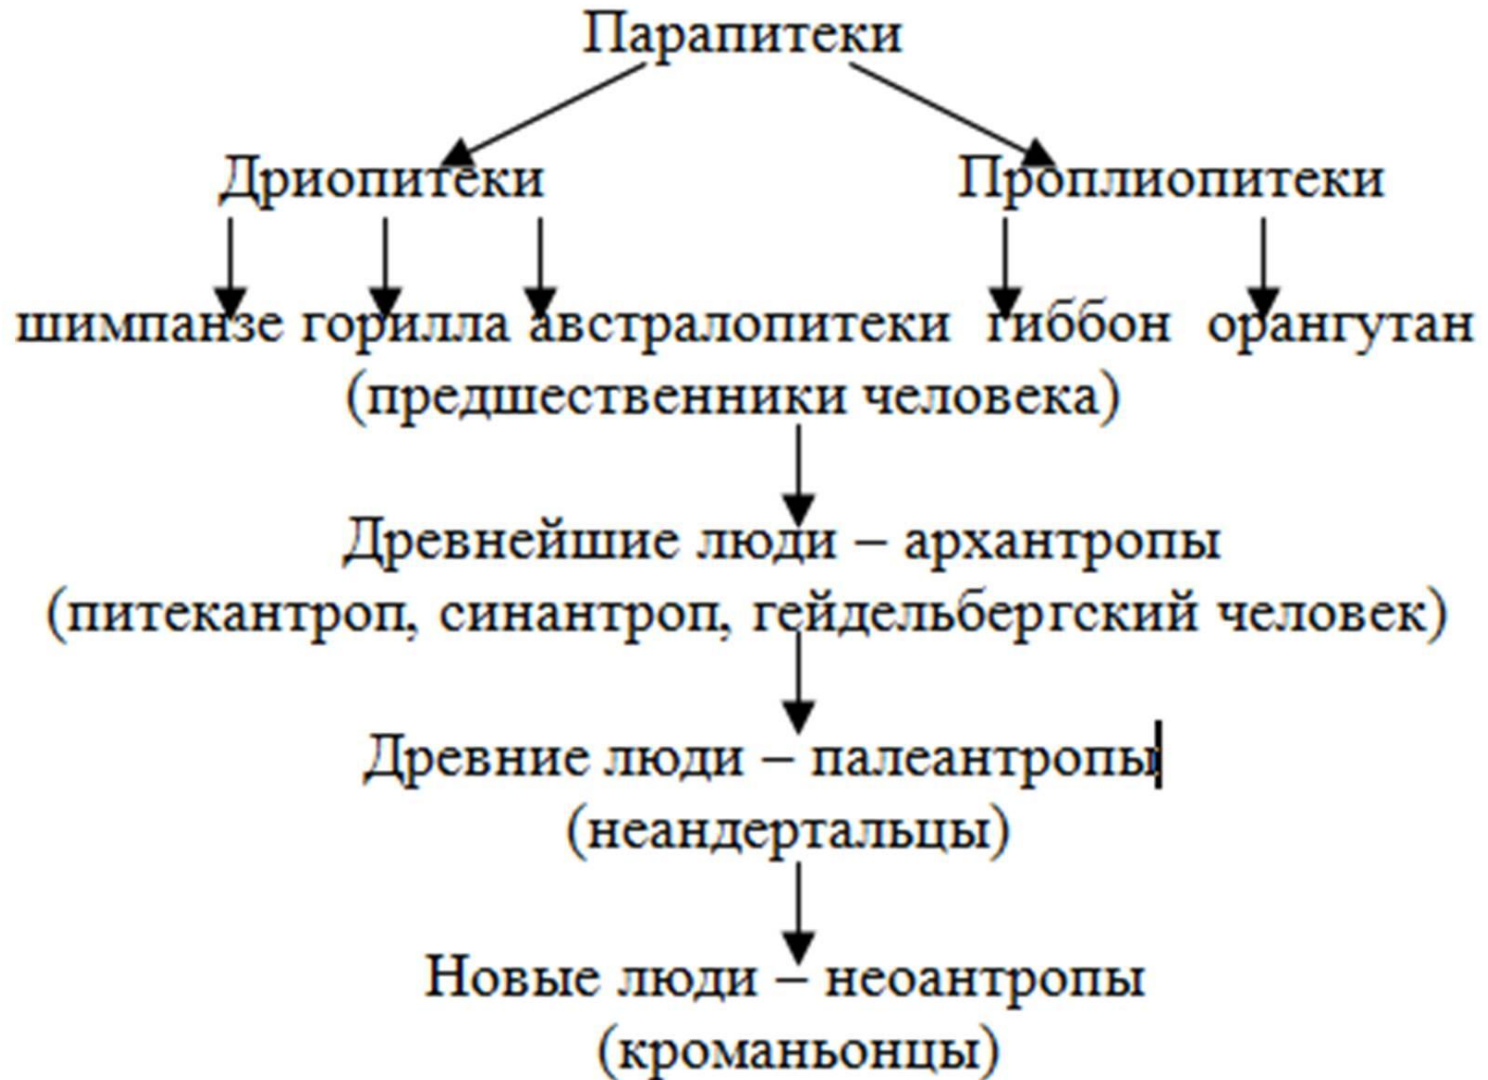 Парапитеки
Дриопитеки Проплиопитеки
шимпанзе горилла австралопитеки гиббон орангутан
(предшественники человека)
Древнейшие люди – архантропы
(питекантроп, синантроп, гейдельбергский человек)
Древние люди – палеантропы
(неандертальцы)
Новые люди – неоантропы
(кроманьонцы)